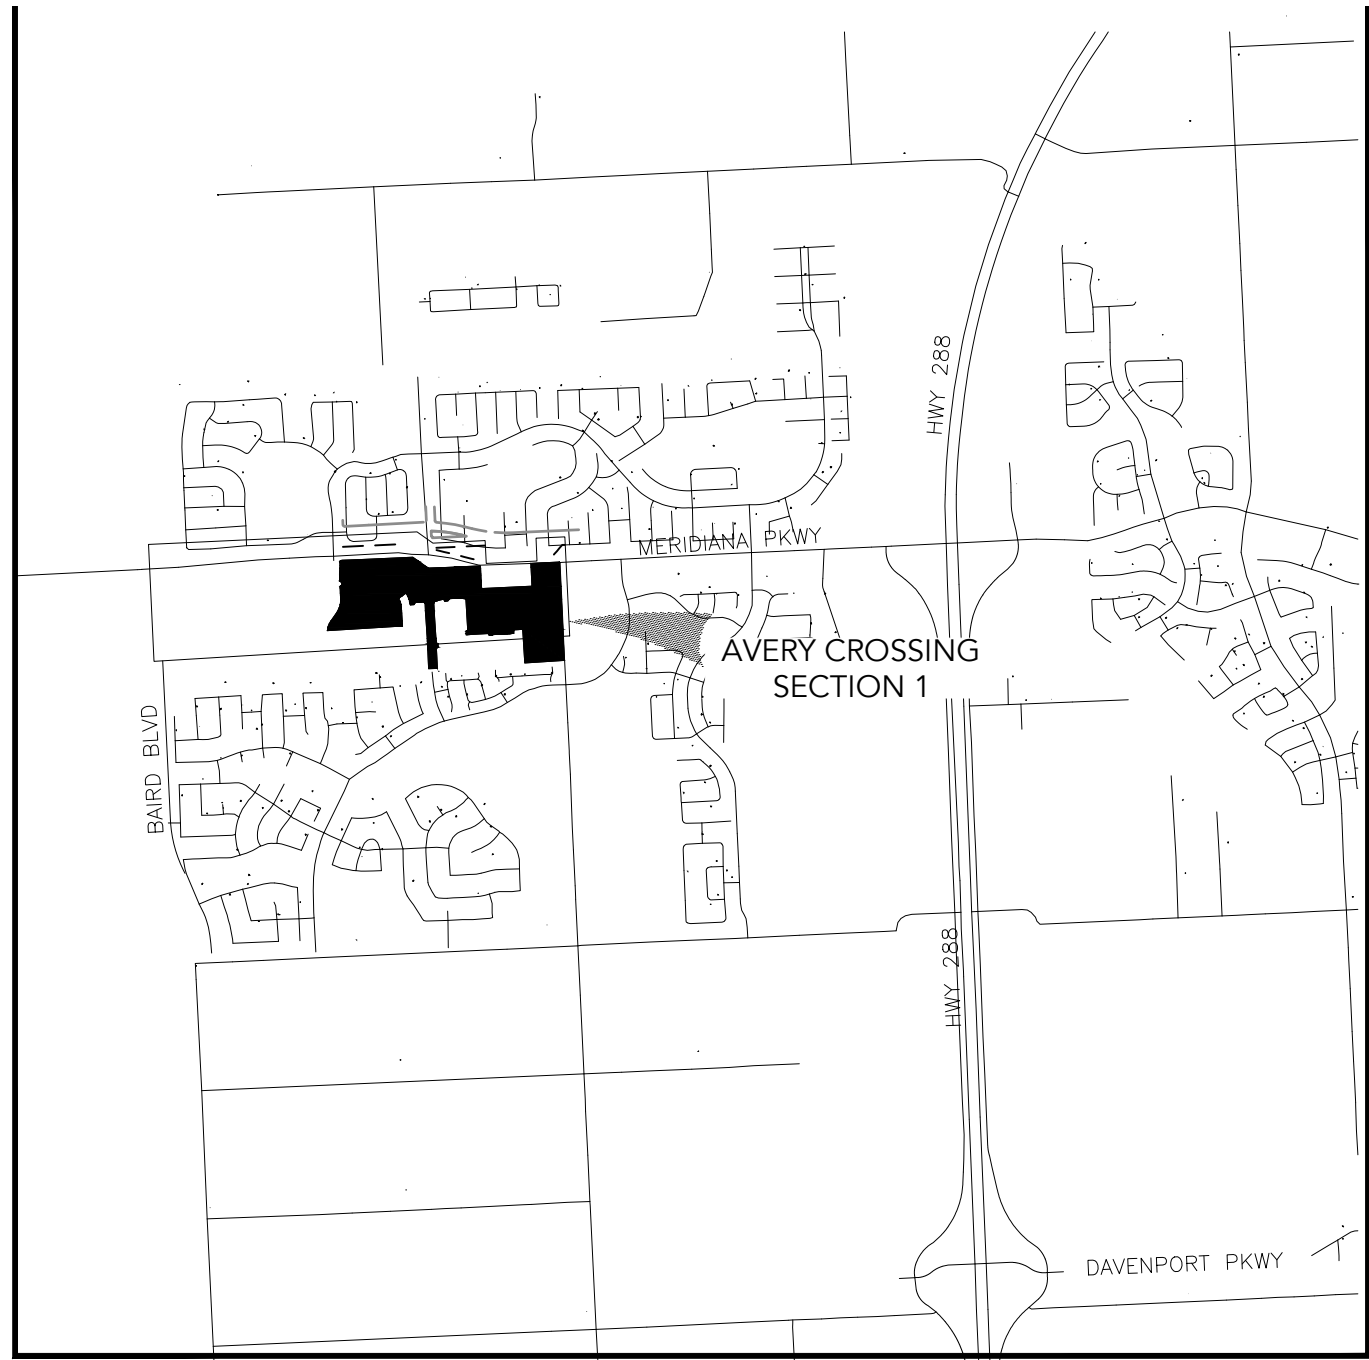 HWY 288
MERIDIANA PKWY
AVERY CROSSING
SECTION 1
BAIRD BLVD
HWY 288
DAVENPORT PKWY